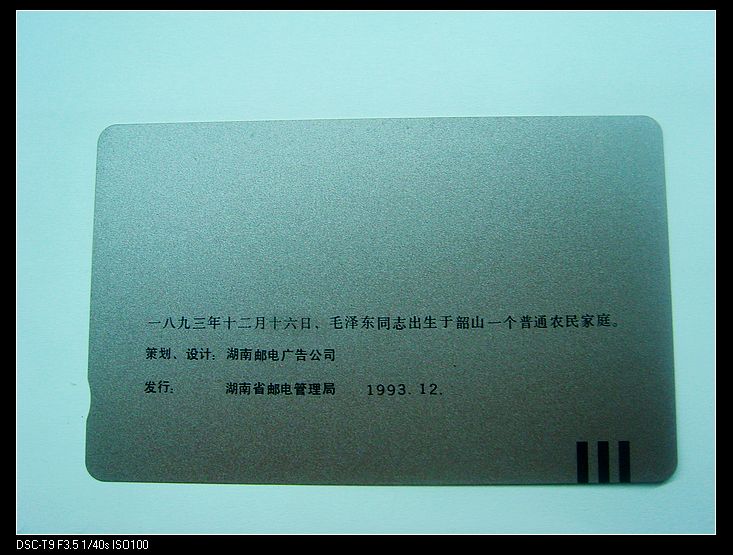 一八九三年十二月十六日、毛泽东同志出生于韶山一个普通农民家庭。
策划、设计: 湖南邮电广告公司
发行: 湖南省邮电管理局 1993.12.
DSC-T9 F3.5 1/40s ISO100